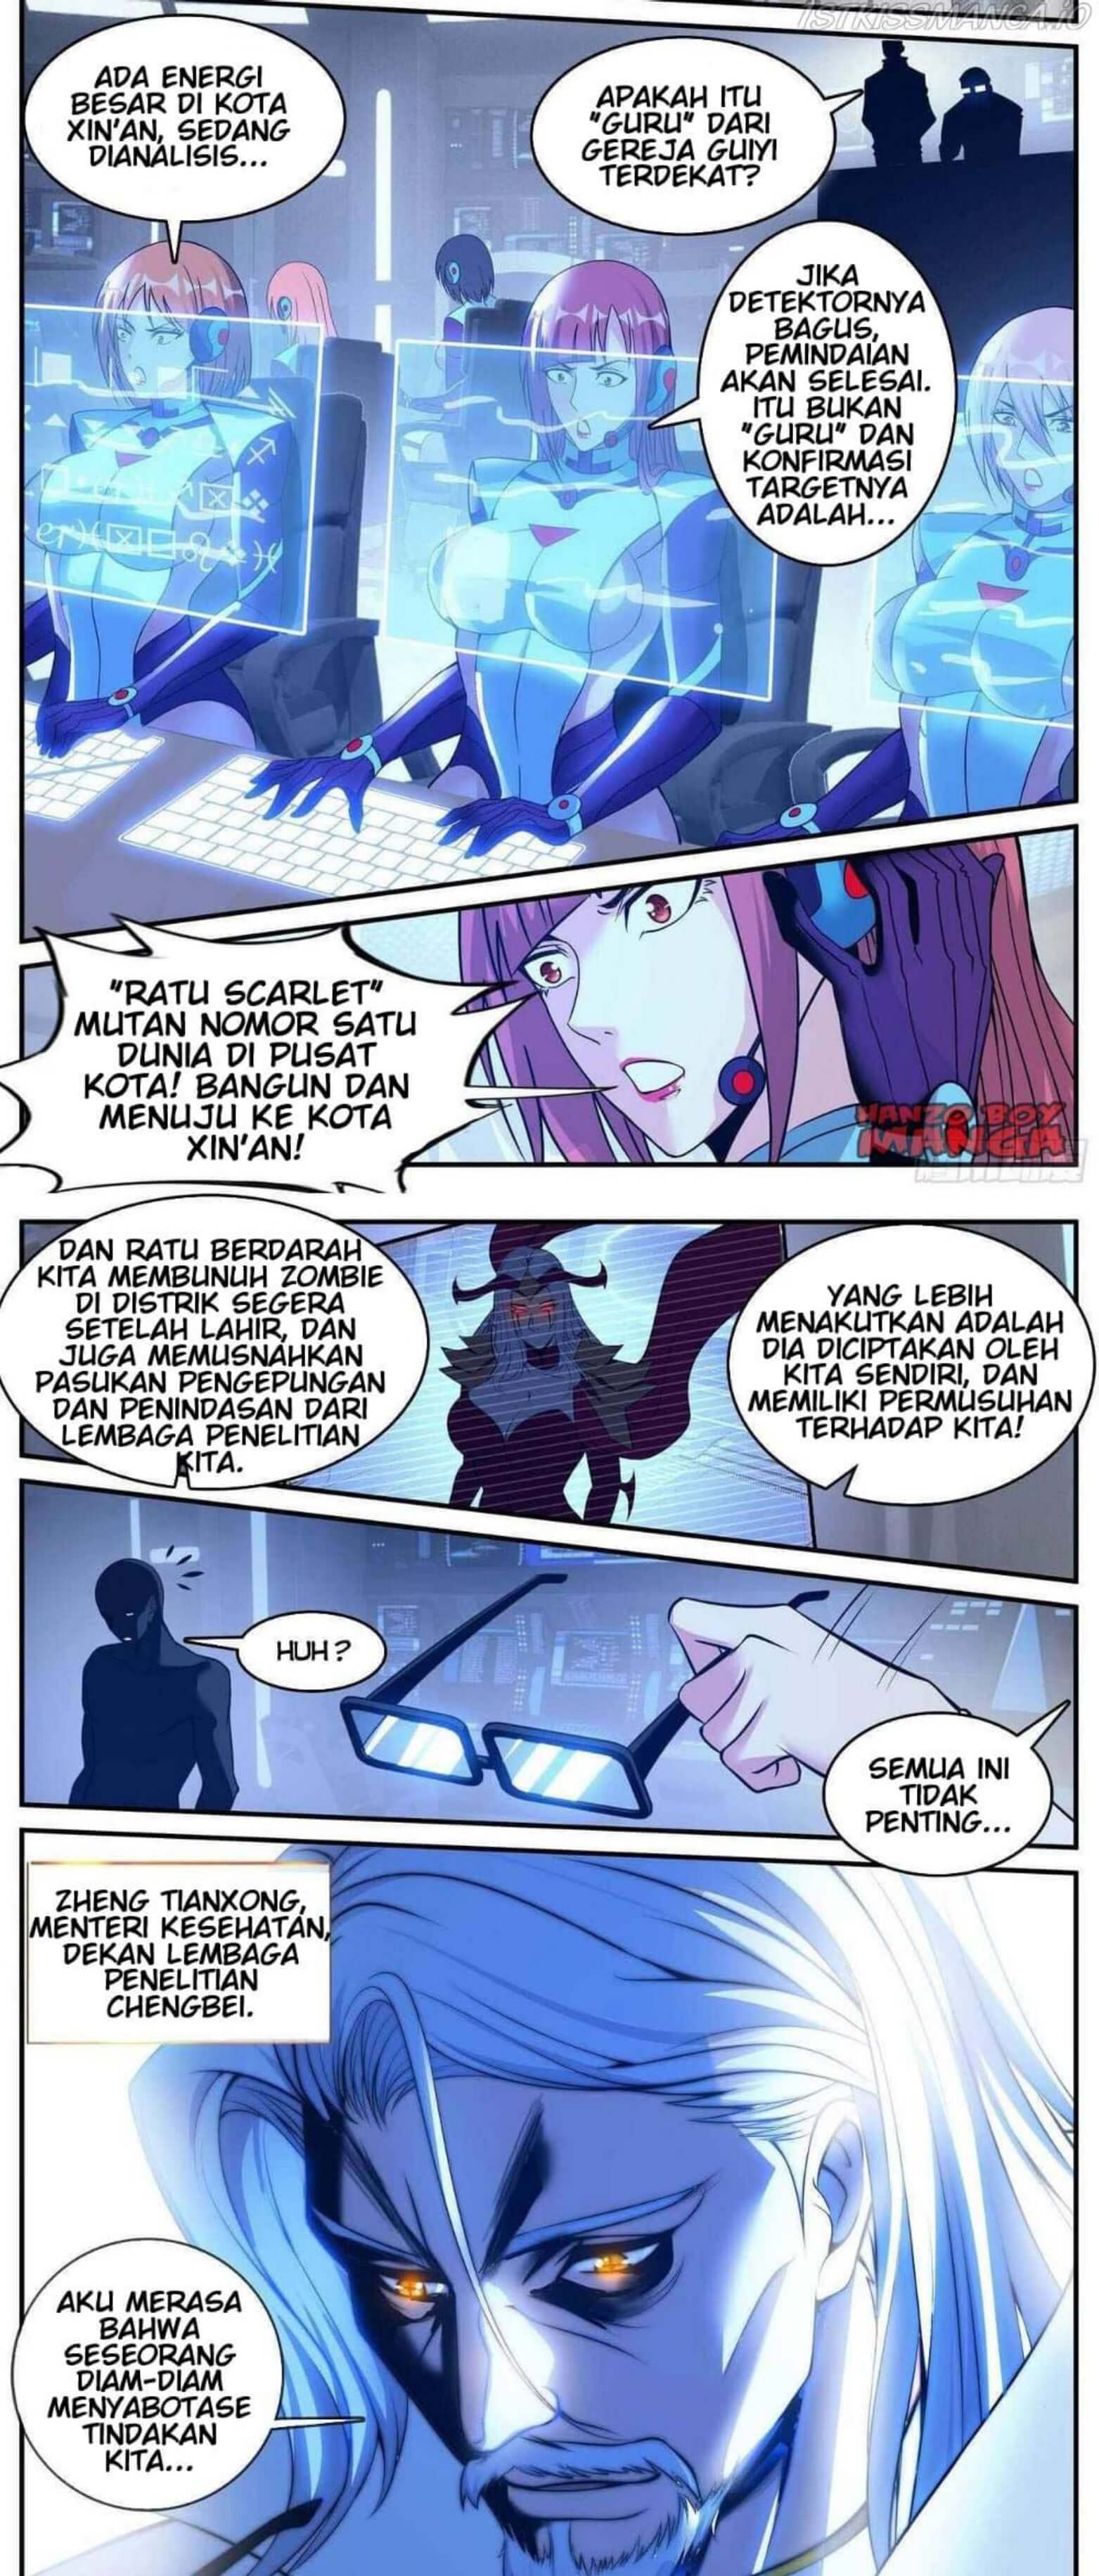 1STKISSMANGA.IO
ADA ENERGI
BESAR DI KOTA
XIN'AN, SEDANG
DIANALISIS...
APAKAH ITU
"GURU" DARI
GEREJA GUIYI
TERDEKAT?
JIKA
DETEKTORNYA
BAGUS,
PEMINDAIAN
AKAN SELESAI.
ITU BUKAN
"GURU" DAN
KONFIRMASI
TARGETNYA
ADALAH...
"RATU SCARLET"
MUTAN NOMOR SATU
DUNIA DI PUSAT
KOTA! BANGUN DAN
MENUJU KE KOTA
XIN'AN!
HANZO BOY
MANGA
DAN RATU BERDARAH
KITA MEMBUNUH ZOMBIE
DI DISTRIK SEGERA
SETELAH LAHIR, DAN
JUGA MEMUSNAHKAN
PASUKAN PENGEPUNGAN
DAN PENINDASAN DARI
LEMBAGA PENELITIAN
KITA.
YANG LEBIH
MENAKUTKAN ADALAH
DIA DICIPTAKAN OLEH
KITA SENDIRI, DAN
MEMILIKI PERMUSUHAN
TERHADAP KITA!
HUH?
SEMUA INI
TIDAK
PENTING...
ZHENG TIANXONG,
MENTERI KESEHATAN,
DEKAN LEMBAGA
PENELITIAN
CHENGBEI.
AKU MERASA
BAHWA
SESEORANG
DIAM-DIAM
MENYABOTASE
TINDAKAN
KITA...